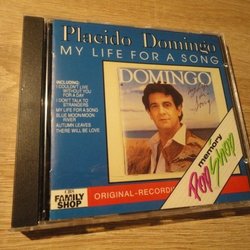 Placido Domingo
MY LIFE FOR A SONG
INCLUDING:
I COULDN'T LIVE
WITHOUT YOU
FOR A DAY
I DON'T TALK TO
STRANGERS
MY LIFE FOR A SONG
BLUE MOON·MOON
RIVER
AUTUMN LEAVES
THERE WILL BE LOVE
DOMINGO
FAMILY
SHOP
ORIGINAL-RECORDI
memory
POP SHOP